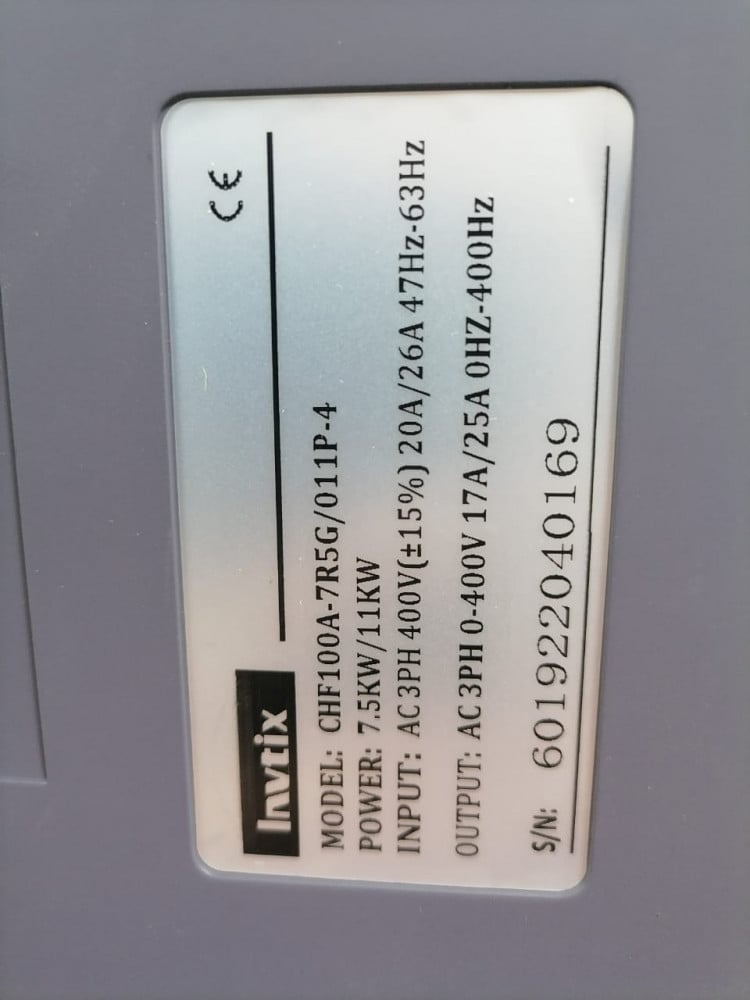 Invtix
CE
MODEL: CHF100A-7R5G/011P-4
POWER: 7.5KW/11KW
INPUT: AC 3PH 400V(±15%) 20A/26A 47Hz-63Hz
OUTPUT: AC 3PH 0-400V 17A/25A 0HZ-400Hz
S/N: 601922040169